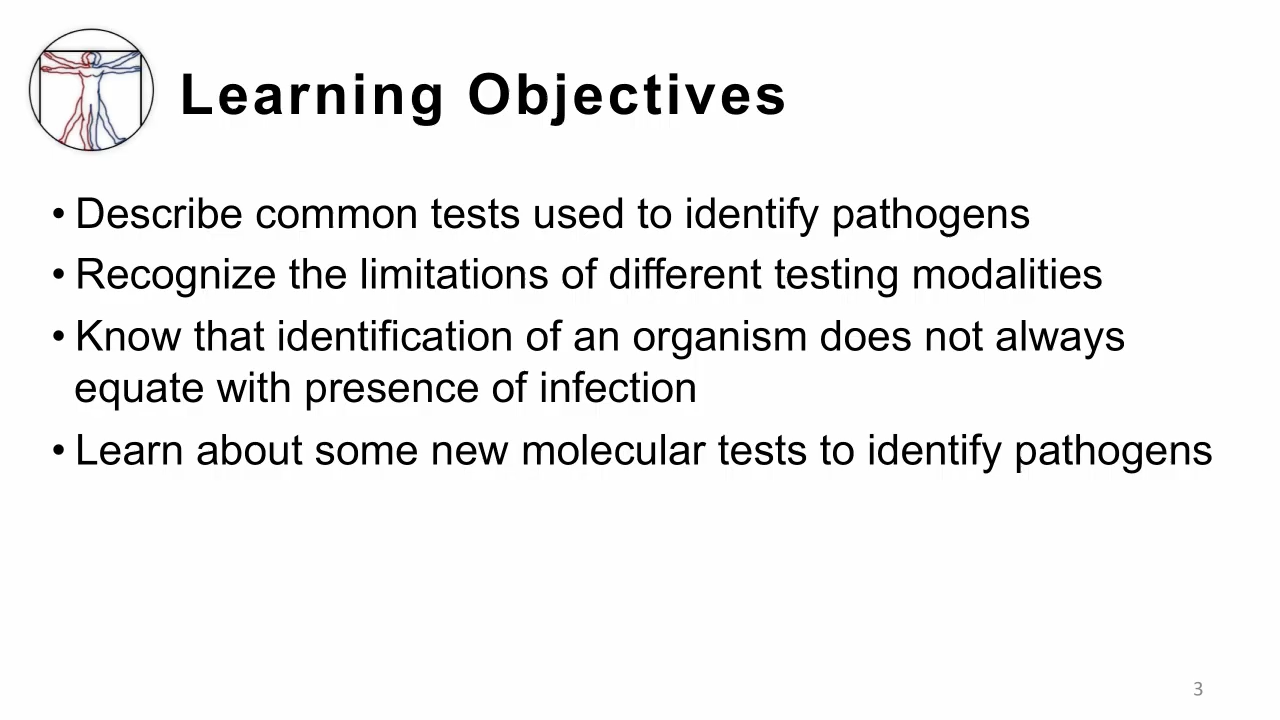 Learning Objectives
• Describe common tests used to identify pathogens
• Recognize the limitations of different testing modalities
• Know that identification of an organism does not always
equate with presence of infection
• Learn about some new molecular tests to identify pathogens
3